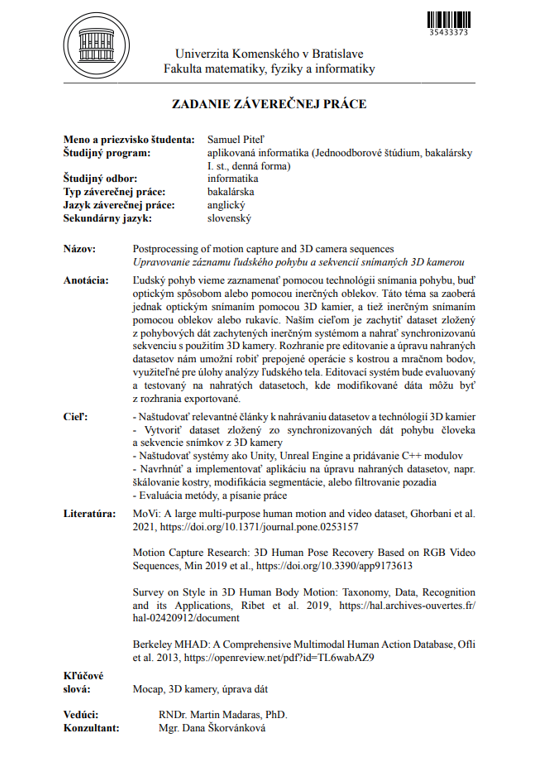 35433373
Univerzita Komenského v Bratislave
Fakulta matematiky, fyziky a informatiky
ZADANIE ZÁVEREČNEJ PRÁCE
Meno a priezvisko študenta: Samuel Piteľ
Študijný program: aplikovaná informatika (Jednoodborové štúdium, bakalársky
I. st., denná forma)
Študijný odbor: informatika
Typ záverečnej práce: bakalárska
Jazyk záverečnej práce: anglický
Sekundárny jazyk: slovenský
Názov: Postprocessing of motion capture and 3D camera sequences
Upravovanie záznamu ľudského pohybu a sekvencií snímaných 3D kamerou
Anotácia: Ľudský pohyb vieme zaznamenať pomocou technológii snímania pohybu, buď
optickým spôsobom alebo pomocou inerčných oblekov. Táto téma sa zaoberá
jednak optickým snímaním pomocou 3D kamier, a tiež inerčným snímaním
pomocou oblekov alebo rukavíc. Naším cieľom je zachytiť dataset zložený
z pohybových dát zachytených inerčným systémom a nahrať synchronizovanú
sekvenciu s použitím 3D kamery. Rozhranie pre editovanie a úpravu nahraných
datasetov nám umožní robiť prepojené operácie s kostrou a mračnom bodov,
využiteľné pre úlohy analýzy ľudského tela. Editovací systém bude evaluovaný
a testovaný na nahratých datasetoch, kde modifikované dáta môžu byť
z rozhrania exportované.
Cieľ: - Naštudovať relevantné články k nahrávaniu datasetov a technológií 3D kamier
- Vytvoriť dataset zložený zo synchronizovaných dát pohybu človeka
a sekvencie snímkov z 3D kamery
- Naštudovať systémy ako Unity, Unreal Engine a pridávanie C++ modulov
- Navrhnúť a implementovať aplikáciu na úpravu nahraných datasetov, napr.
škálovanie kostry, modifikácia segmentácie, alebo filtrovanie pozadia
- Evaluácia metódy, a písanie práce
Literatúra: MoVi: A large multi-purpose human motion and video dataset, Ghorbani et al.
2021, https://doi.org/10.1371/journal.pone.0253157
Motion Capture Research: 3D Human Pose Recovery Based on RGB Video
Sequences, Min 2019 et al., https://doi.org/10.3390/app9173613
Survey on Style in 3D Human Body Motion: Taxonomy, Data, Recognition
and its Applications, Ribet et al. 2019, https://hal.archives-ouvertes.fr/
hal-02420912/document
Berkeley MHAD: A Comprehensive Multimodal Human Action Database, Ofli
et al. 2013, https://openreview.net/pdf?id=TL6wabAZ9
Kľúčové
slová: Mocap, 3D kamery, úprava dát
Vedúci: RNDr. Martin Madaras, PhD.
Konzultant: Mgr. Dana Škorvánková